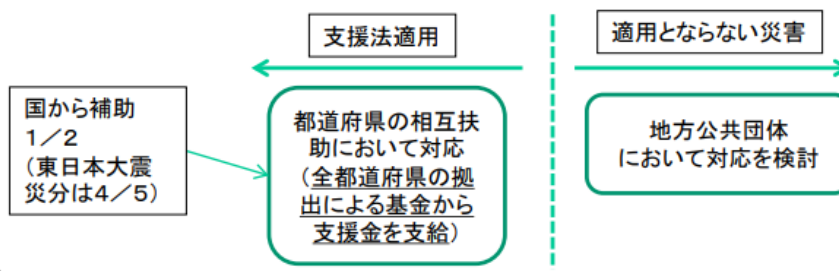 支援法適用
適用とならない災害
国から補助
1/2
(東日本大震
災分は4/5)
都道府県の相互扶
助において対応
(全都道府県の拠
出による基金から
支援金を支給)
地方公共団体
において対応を検討